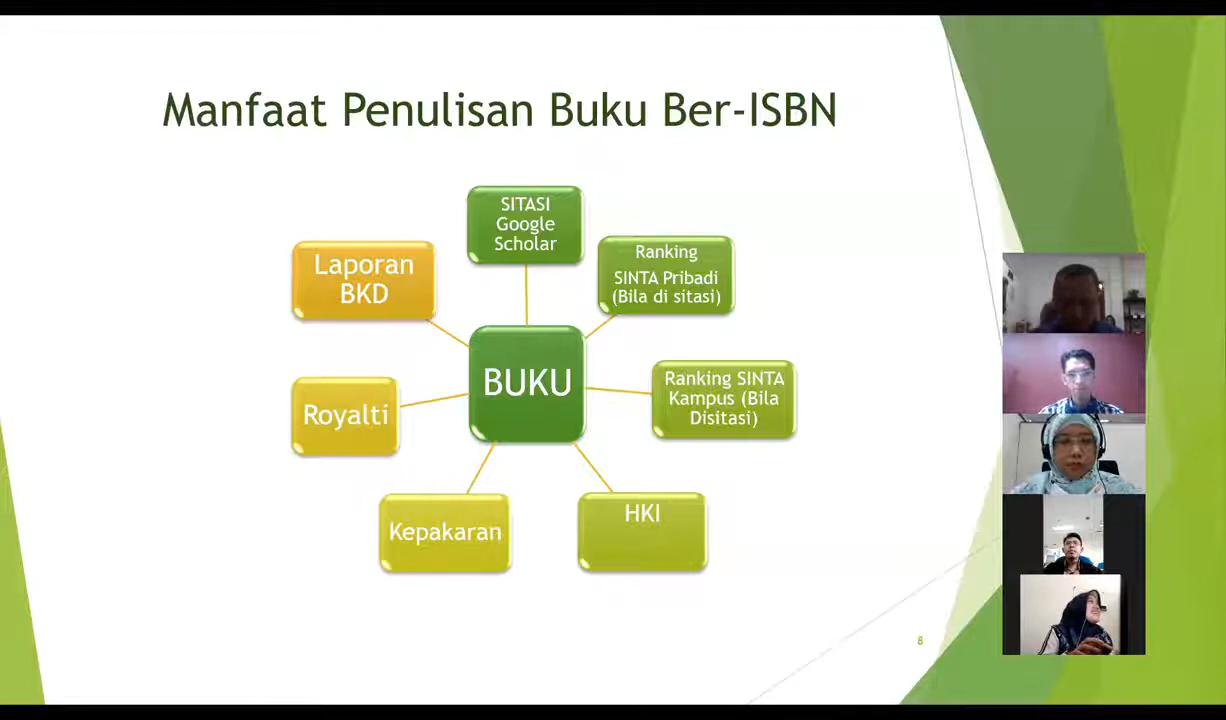 Manfaat Penulisan Buku Ber-ISBN
SITASI
Google
Scholar
Ranking
SINTA Pribadi
(Bila di sitasi)
Laporan
BKD
BUKU
Ranking SINTA
Kampus (Bila
Disitasi)
Royalti
HKI
Kepakaran
8